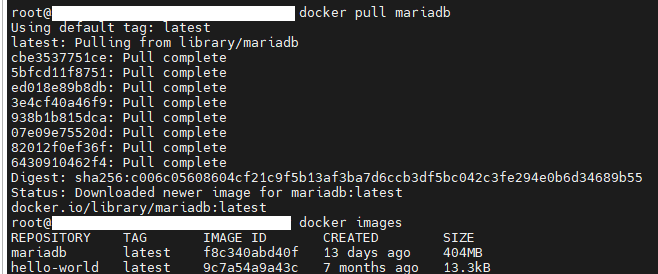 root@ docker pull mariadb
Using default tag: latest
latest: Pulling from library/mariadb
cbe3537751ce: Pull complete
5bfcd11f8751: Pull complete
ed018e89b8db: Pull complete
3e4cf40a46f9: Pull complete
938b1b815dca: Pull complete
07e09e75520d: Pull complete
82012f0ef36f: Pull complete
6430910462f4: Pull complete
Digest: sha256:c006c05608604cf21c9f5b13af3ba7d6ccb3df5bc042c3fe294e0b6d34689b55
Status: Downloaded newer image for mariadb:latest
docker.io/library/mariadb:latest
root@ docker images
REPOSITORY TAG IMAGE ID CREATED SIZE
mariadb latest f8c340abd40f 13 days ago 404MB
hello-world latest 9c7a54a9a43c 7 months ago 13.3kB